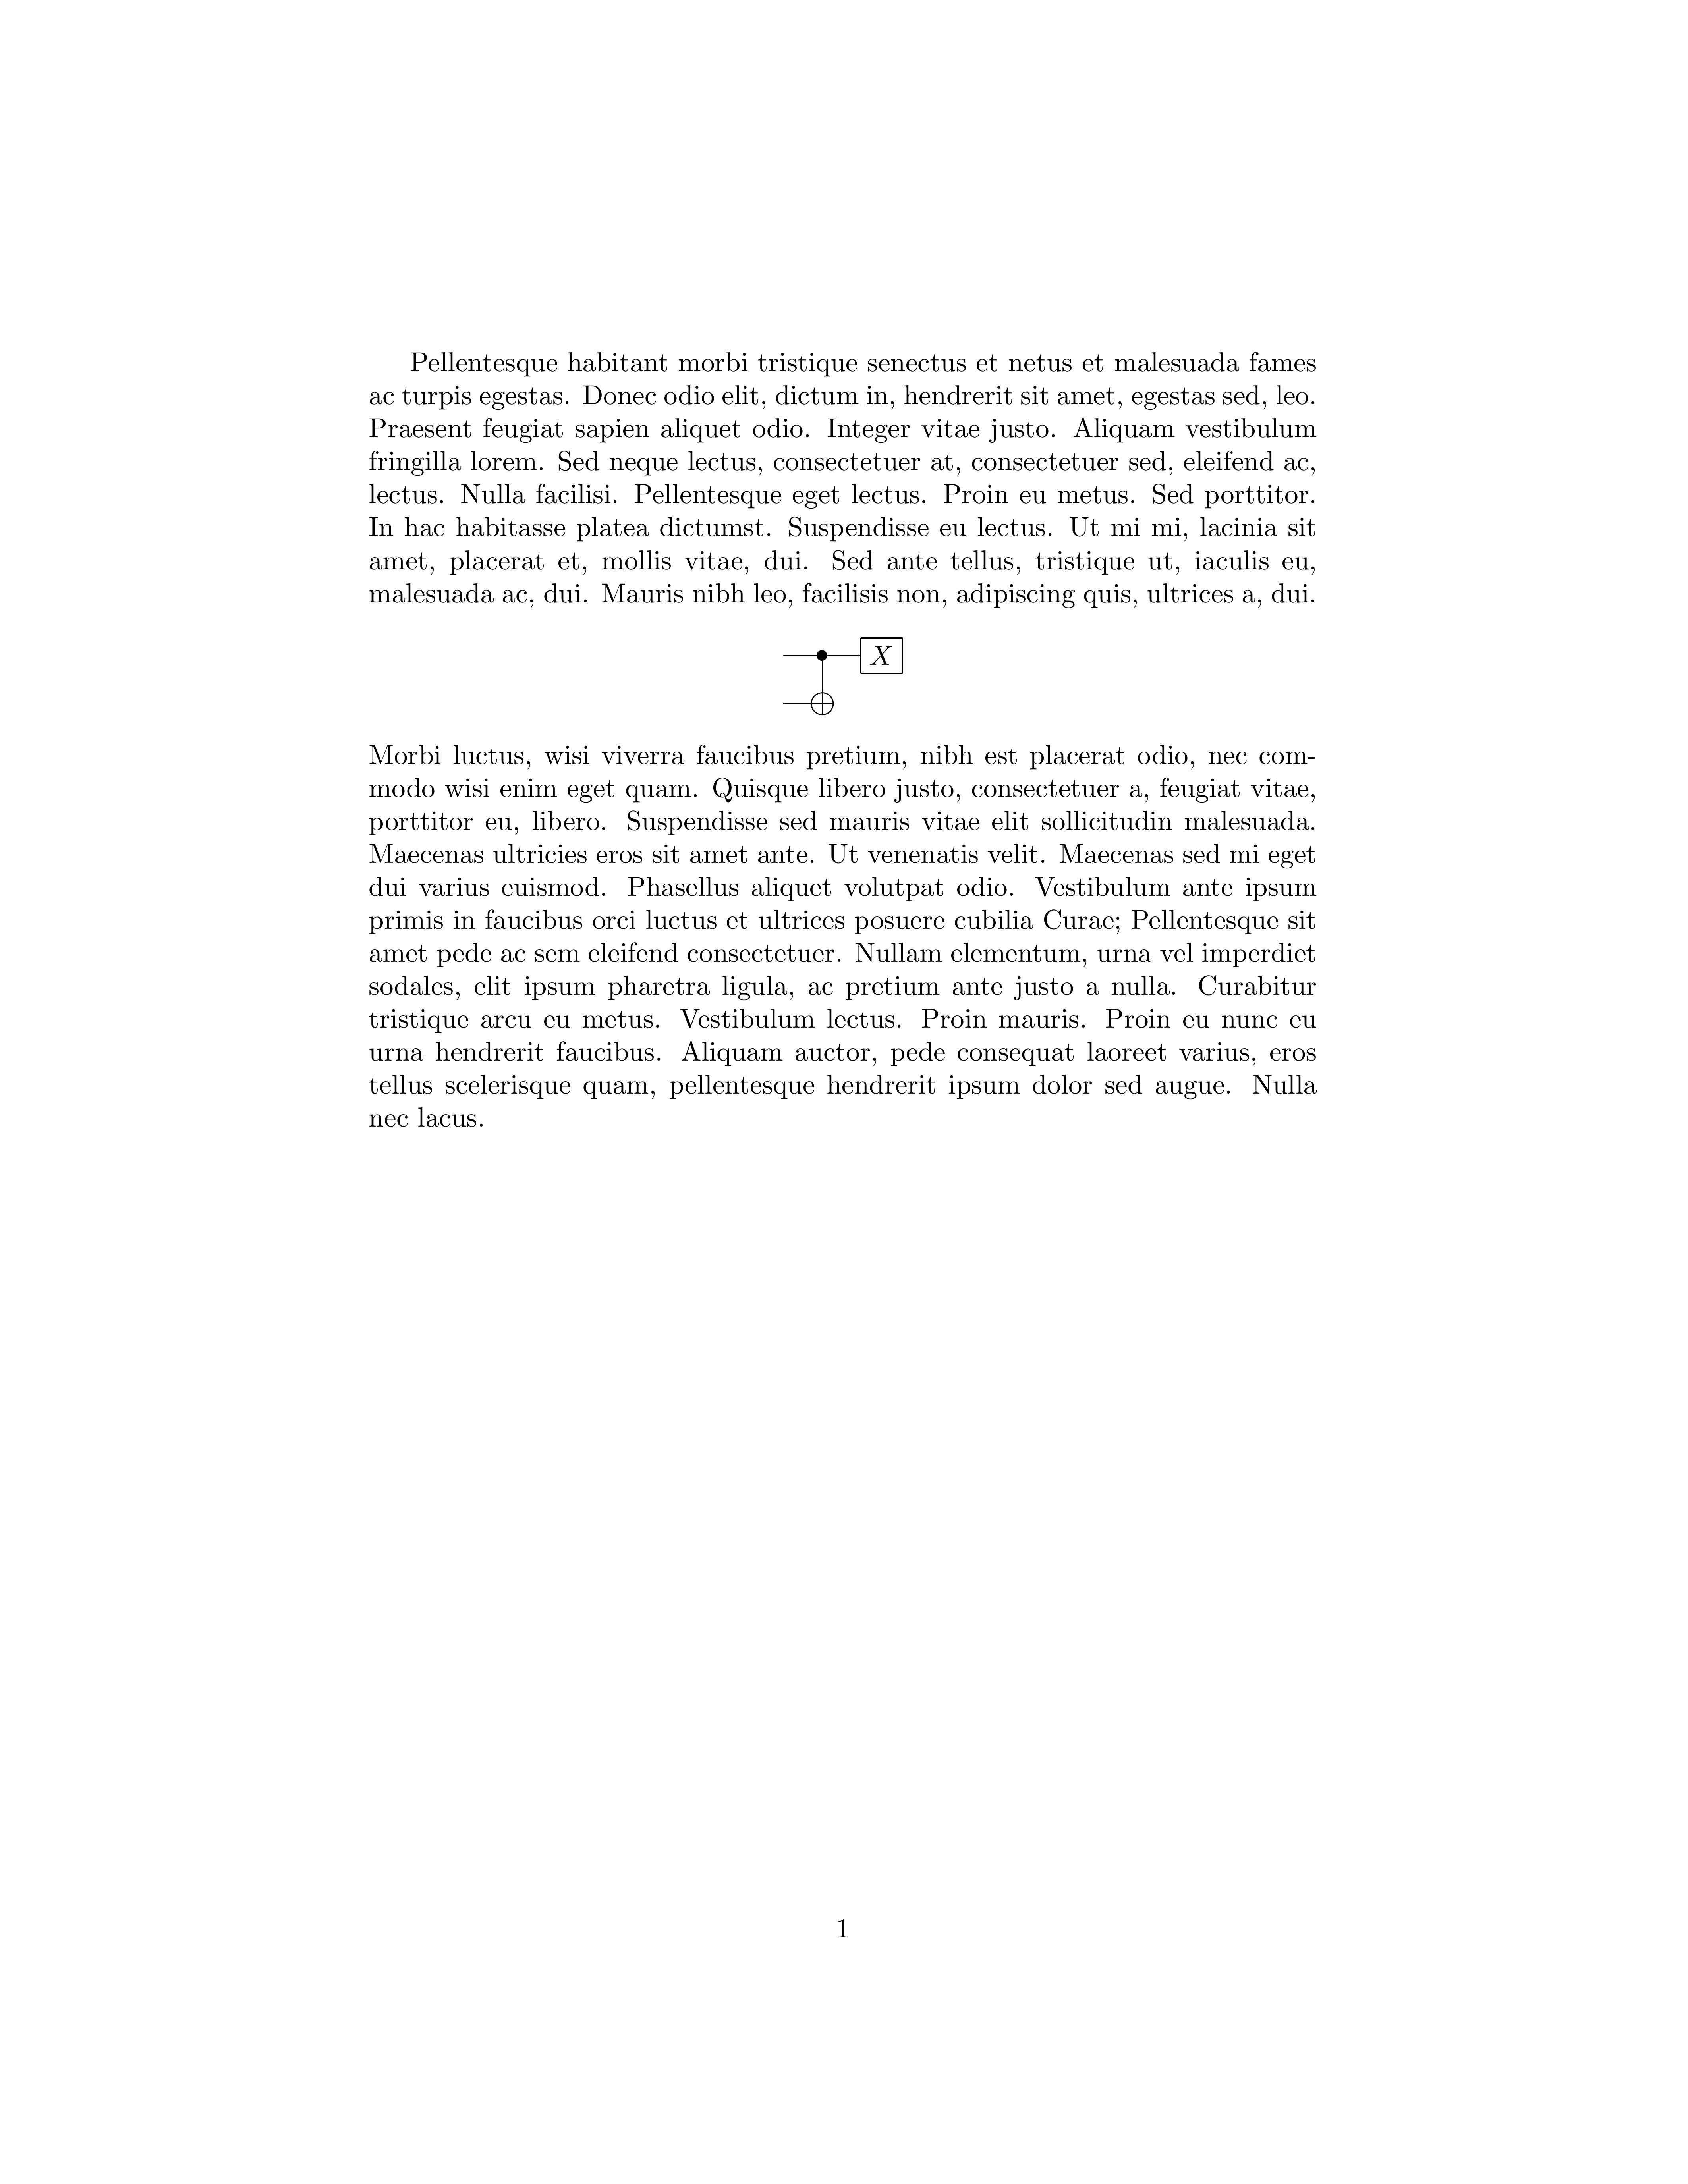 Pellentesque habitant morbi tristique senectus et netus et malesuada fames
ac turpis egestas. Donec odio elit, dictum in, hendrerit sit amet, egestas sed, leo.
Praesent feugiat sapien aliquet odio. Integer vitae justo. Aliquam vestibulum
fringilla lorem. Sed neque lectus, consectetuer at, consectetuer sed, eleifend ac,
lectus. Nulla facilisi. Pellentesque eget lectus. Proin eu metus. Sed porttitor.
In hac habitasse platea dictumst. Suspendisse eu lectus. Ut mi mi, lacinia sit
amet, placerat et, mollis vitae, dui. Sed ante tellus, tristique ut, iaculis eu,
malesuada ac, dui. Mauris nibh leo, facilisis non, adipiscing quis, ultrices a, dui.
X
Morbi luctus, wisi viverra faucibus pretium, nibh est placerat odio, nec com-
modo wisi enim eget quam. Quisque libero justo, consectetuer a, feugiat vitae,
porttitor eu, libero. Suspendisse sed mauris vitae elit sollicitudin malesuada.
Maecenas ultricies eros sit amet ante. Ut venenatis velit. Maecenas sed mi eget
dui varius euismod. Phasellus aliquet volutpat odio. Vestibulum ante ipsum
primis in faucibus orci luctus et ultrices posuere cubilia Curae; Pellentesque sit
amet pede ac sem eleifend consectetuer. Nullam elementum, urna vel imperdiet
sodales, elit ipsum pharetra ligula, ac pretium ante justo a nulla. Curabitur
tristique arcu eu metus. Vestibulum lectus. Proin mauris. Proin eu nunc eu
urna hendrerit faucibus. Aliquam auctor, pede consequat laoreet varius, eros
tellus scelerisque quam, pellentesque hendrerit ipsum dolor sed augue. Nulla
nec lacus.
1